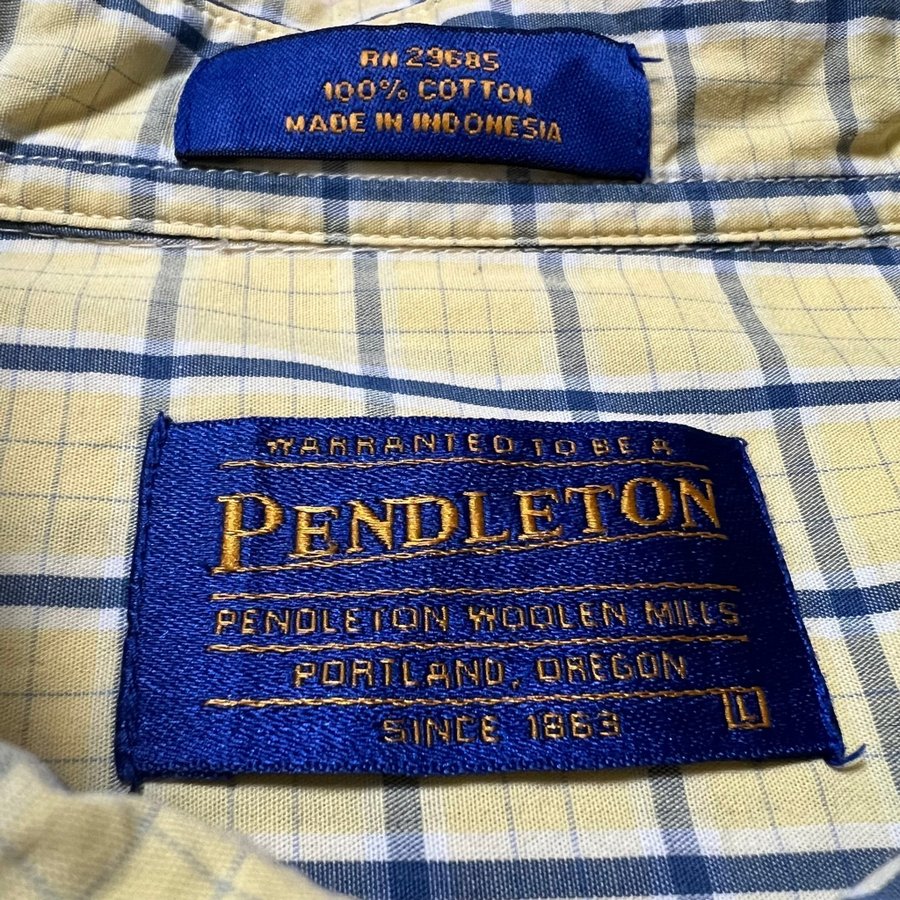 RN 29685
100% COTTON
MADE IN INDONESIA
WARRANTED TO BE A
PENDLETON
PENDLETON WOOLEN MILLS
PORTLAND, OREGON
SINCE 1863
L